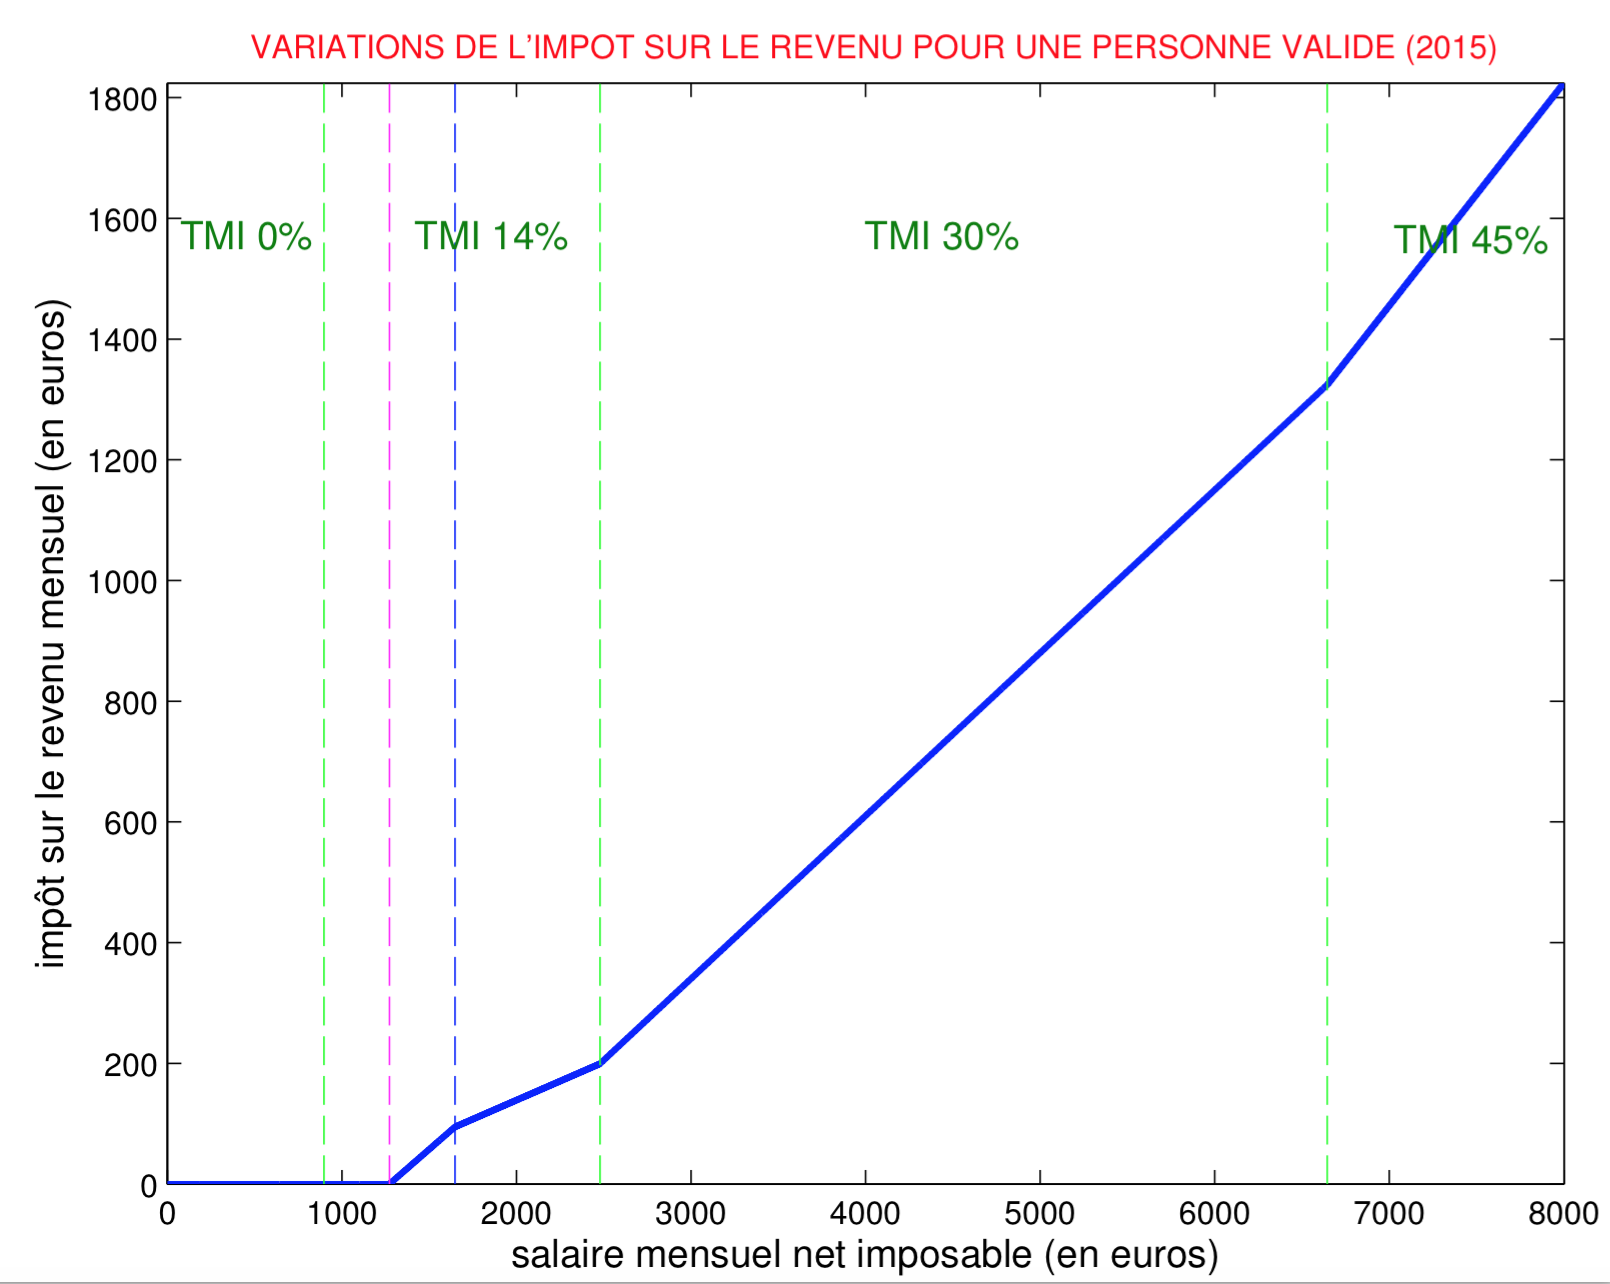 VARIATIONS DE L'IMPOT SUR LE REVENU POUR UNE PERSONNE VALIDE (2015)
1800
1600
1400
1200
1000
800
600
400
200
0
impôt sur le revenu mensuel (en euros)
TMI 0%
TMI 14%
TMI 30%
TMI 45%
0 1000 2000 3000 4000 5000 6000 7000 8000
salaire mensuel net imposable (en euros)